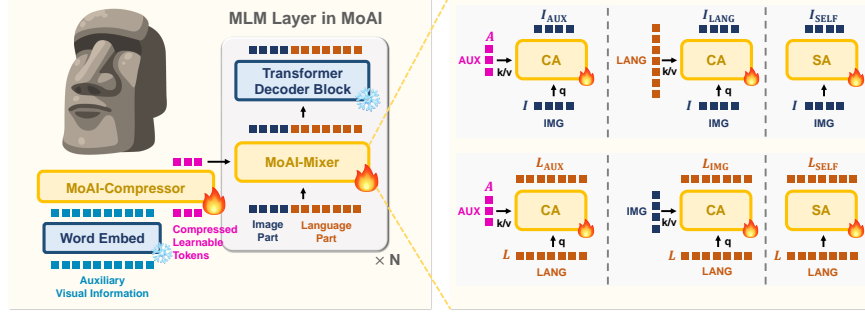 MLM Layer in MoAI
Transformer
Decoder Block
MoAI-Mixer
MoAI-Compressor
Word Embed
Compressed
Learnable
Tokens
Image
Part
Language
Part
Auxiliary
Visual Information
× N
I_AUX
A
AUX
k/v
CA
q
I
IMG
I_LANG
LANG
k/v
CA
q
I
IMG
I_SELF
SA
I
IMG
L_AUX
A
AUX
k/v
CA
q
L
LANG
L_IMG
IMG
k/v
CA
q
L
LANG
L_SELF
SA
L
LANG